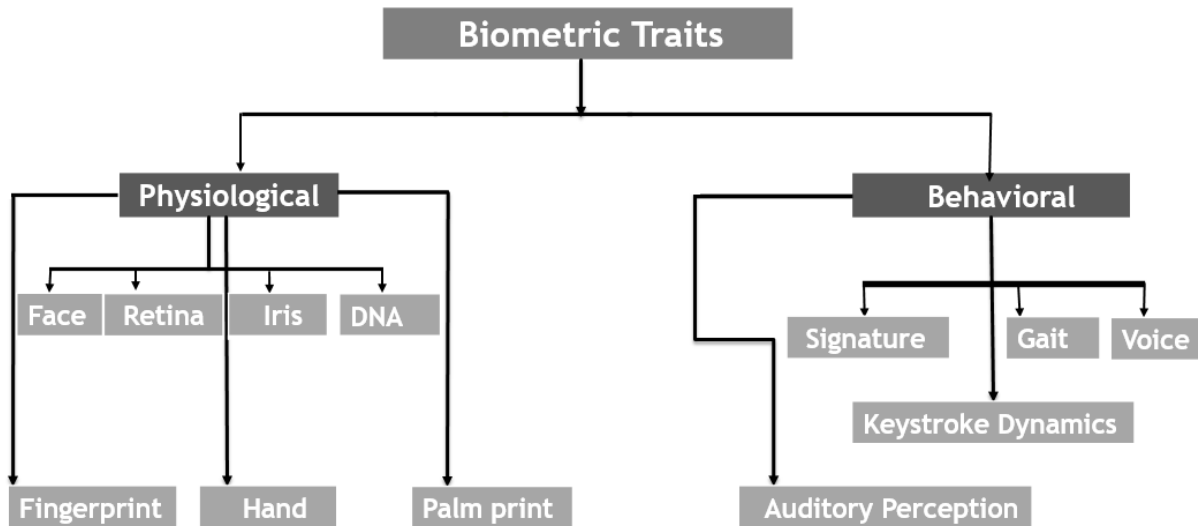 Biometric Traits
Physiological
Behavioral
Face
Retina
Iris
DNA
Signature
Gait
Voice
Keystroke Dynamics
Fingerprint
Hand
Palm print
Auditory Perception